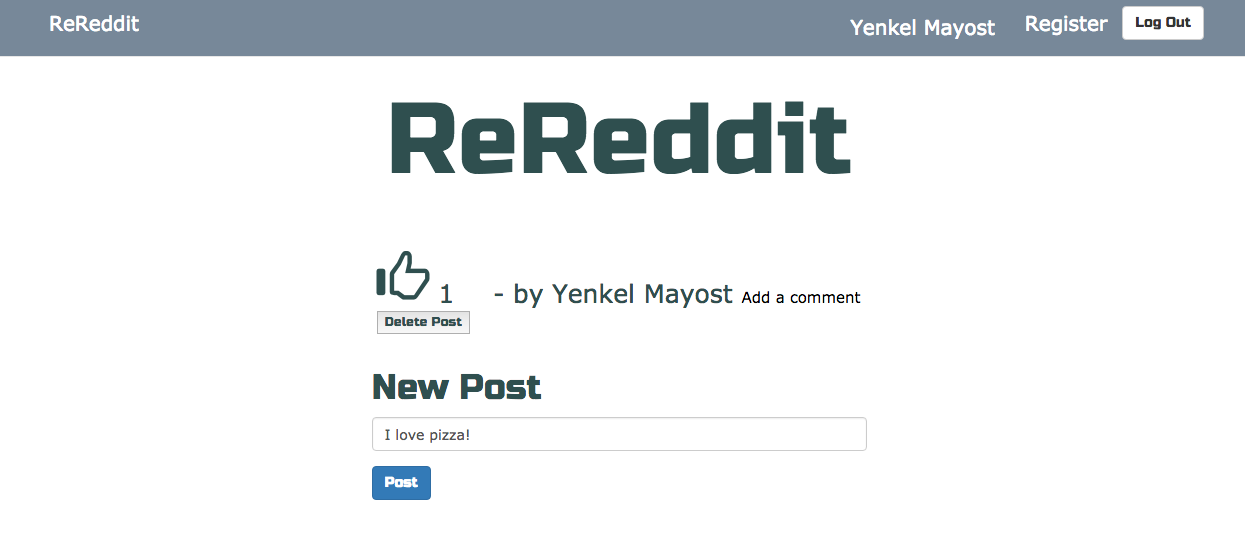 ReReddit Yenkel Mayost Register Log Out
ReReddit
1 - by Yenkel Mayost Add a comment
Delete Post
New Post
I love pizza!
Post